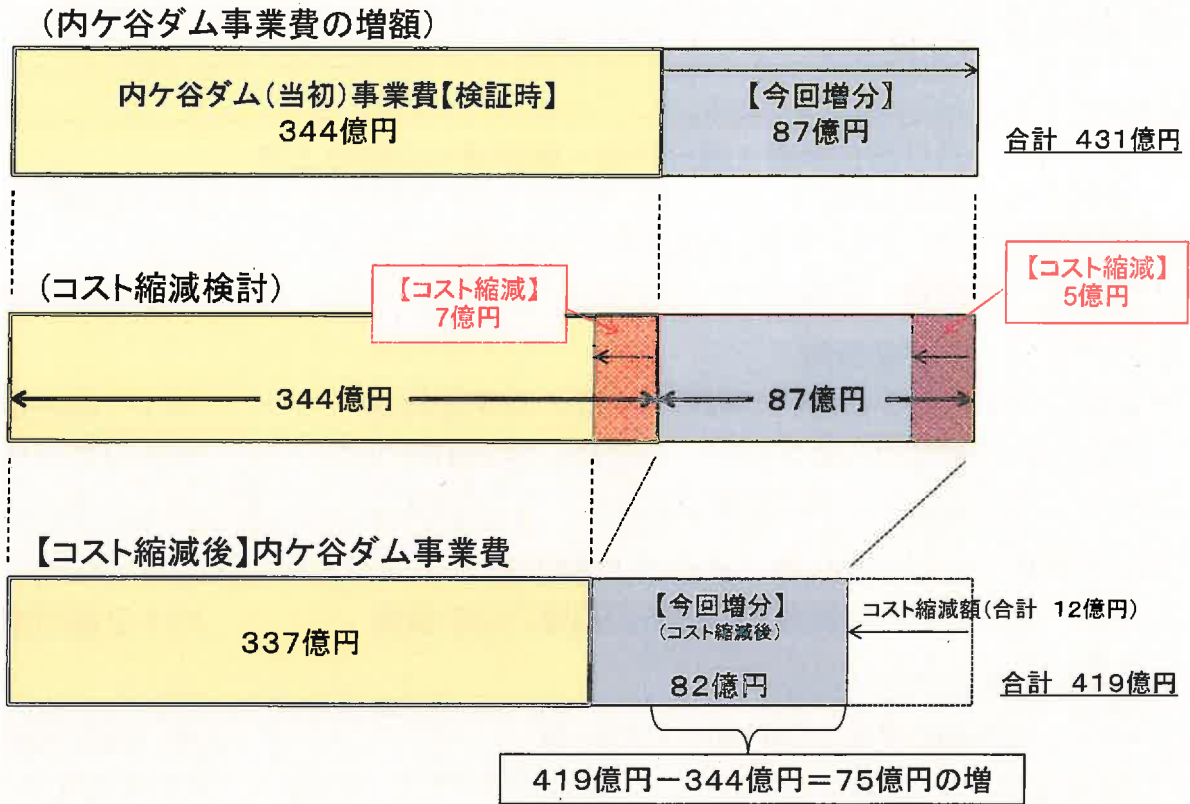 (内ケ谷ダム事業費の増額)
内ケ谷ダム(当初)事業費【検証時】
344億円
【今回増分】
87億円
合計 431億円
(コスト縮減検討)
【コスト縮減】
7億円
【コスト縮減】
5億円
344億円
87億円
【コスト縮減後】内ケ谷ダム事業費
337億円
【今回増分】
(コスト縮減後)
82億円
コスト縮減額(合計 12億円)
合計 419億円
419億円-344億円=75億円の増